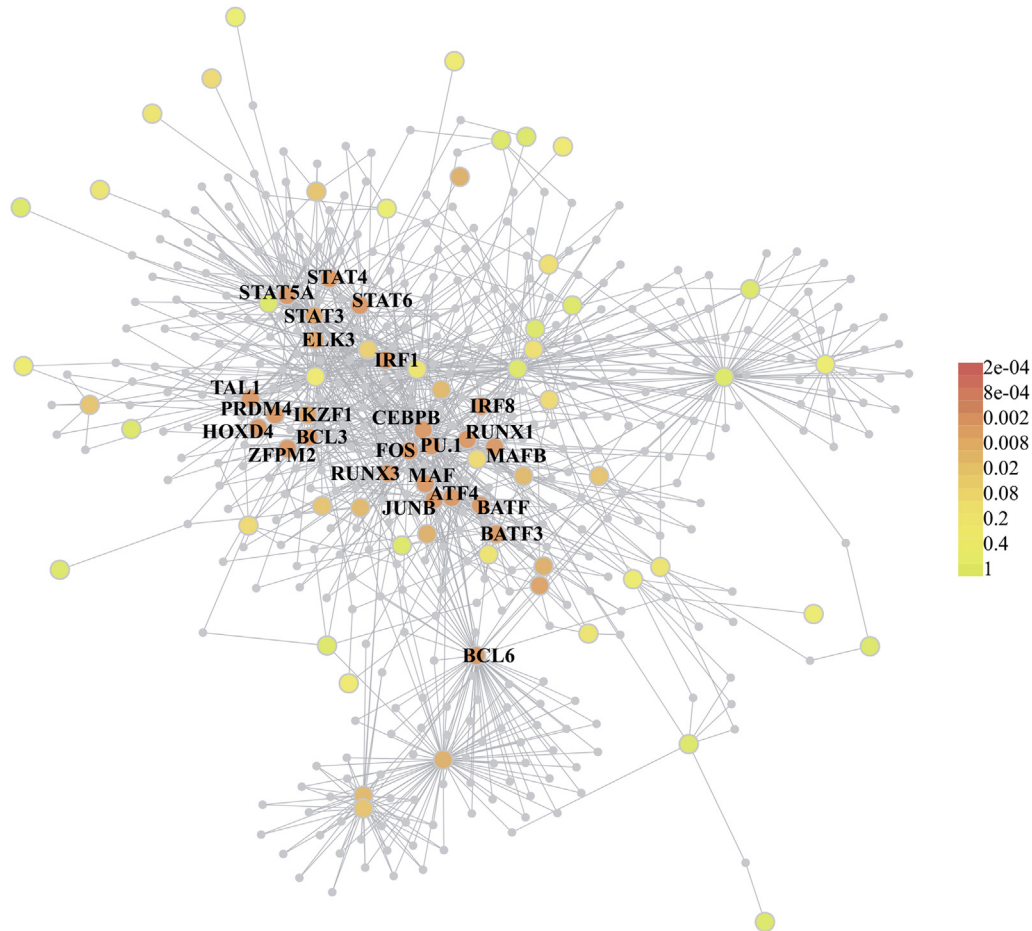 STAT4
STAT5A
STAT6
STAT3
ELK3
IRF1
TAL1
PRDM4
IKZF1
IRF8
HOXD4
CEBPB
BCL3
RUNX1
ZFPM2
FOS
PU.1
MAFB
RUNX3
MAF
ATF4
JUNB
BATF
BATF3
BCL6
2e-04
8e-04
0.002
0.008
0.02
0.08
0.2
0.4
1